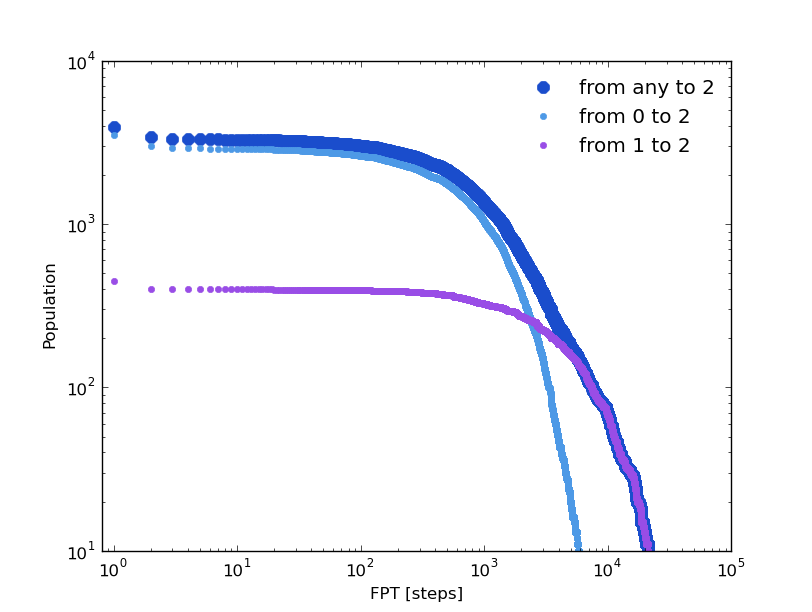 10^4
10^3
10^2
10^1
Population
from any to 2
from 0 to 2
from 1 to 2
10^0
10^1
10^2
10^3
10^4
10^5
FPT [steps]